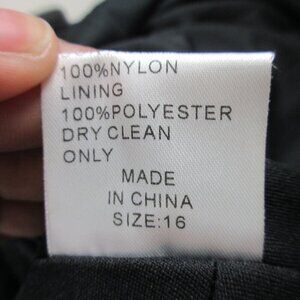 100%NYLON
LINING
100%POLYESTER
DRY CLEAN
ONLY
MADE
IN CHINA
SIZE:16